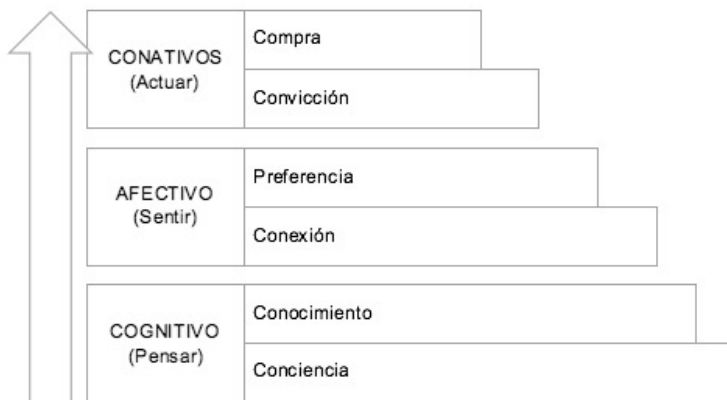 CONATIVOS
(Actuar)
Compra
Convicción
AFECTIVO
(Sentir)
Preferencia
Conexión
COGNITIVO
(Pensar)
Conocimiento
Conciencia